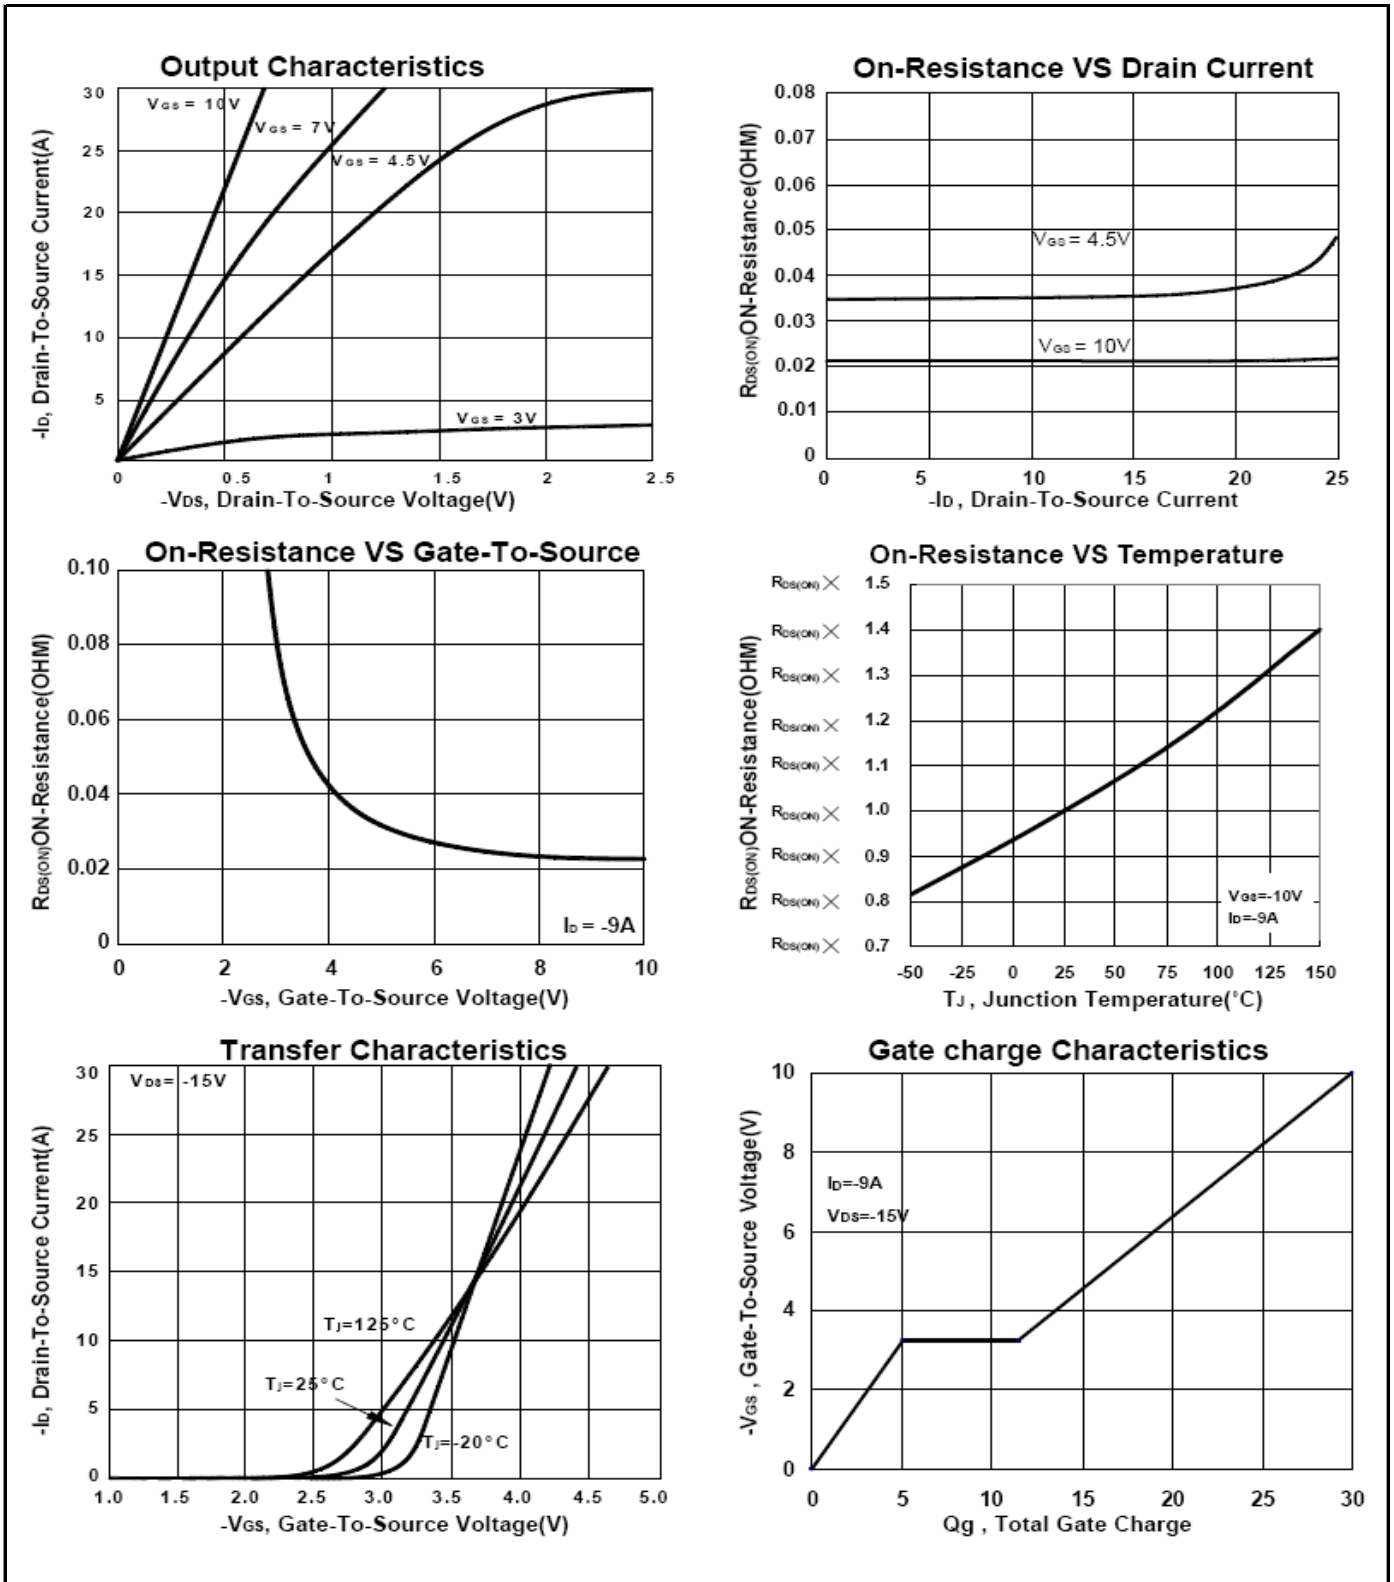 Output Characteristics
-ID, Drain-To-Source Current(A)
30
25
20
15
10
5
VGS = 10V
VGS = 7V
VGS = 4.5V
VGS = 3V
0 0.5 1 1.5 2 2.5
-VDS, Drain-To-Source Voltage(V)
On-Resistance VS Drain Current
RDS(ON)ON-Resistance(OHM)
0.08
0.07
0.06
0.05
0.04
0.03
0.02
0.01
0
VGS = 4.5V
VGS = 10V
0 5 10 15 20 25
-ID , Drain-To-Source Current
On-Resistance VS Gate-To-Source
RDS(ON)ON-Resistance(OHM)
0.10
0.08
0.06
0.04
0.02
0
ID = -9A
0 2 4 6 8 10
-VGS, Gate-To-Source Voltage(V)
On-Resistance VS Temperature
RDS(ON)ON-Resistance(OHM)
RDS(ON) × 1.5
RDS(ON) × 1.4
RDS(ON) × 1.3
RDS(ON) × 1.2
RDS(ON) × 1.1
RDS(ON) × 1.0
RDS(ON) × 0.9
RDS(ON) × 0.8
RDS(ON) × 0.7
VGS=-10V
ID=-9A
-50 -25 0 25 50 75 100 125 150
TJ , Junction Temperature(°C)
Transfer Characteristics
-ID, Drain-To-Source Current(A)
30
25
20
15
10
5
0
VDS= -15V
TJ=125°C
TJ=25°C
TJ=-20°C
1.0 1.5 2.0 2.5 3.0 3.5 4.0 4.5 5.0
-VGS, Gate-To-Source Voltage(V)
Gate charge Characteristics
-VGS , Gate-To-Source Voltage(V)
10
8
6
4
2
0
ID=-9A
VDS=-15V
0 5 10 15 20 25 30
Qg , Total Gate Charge